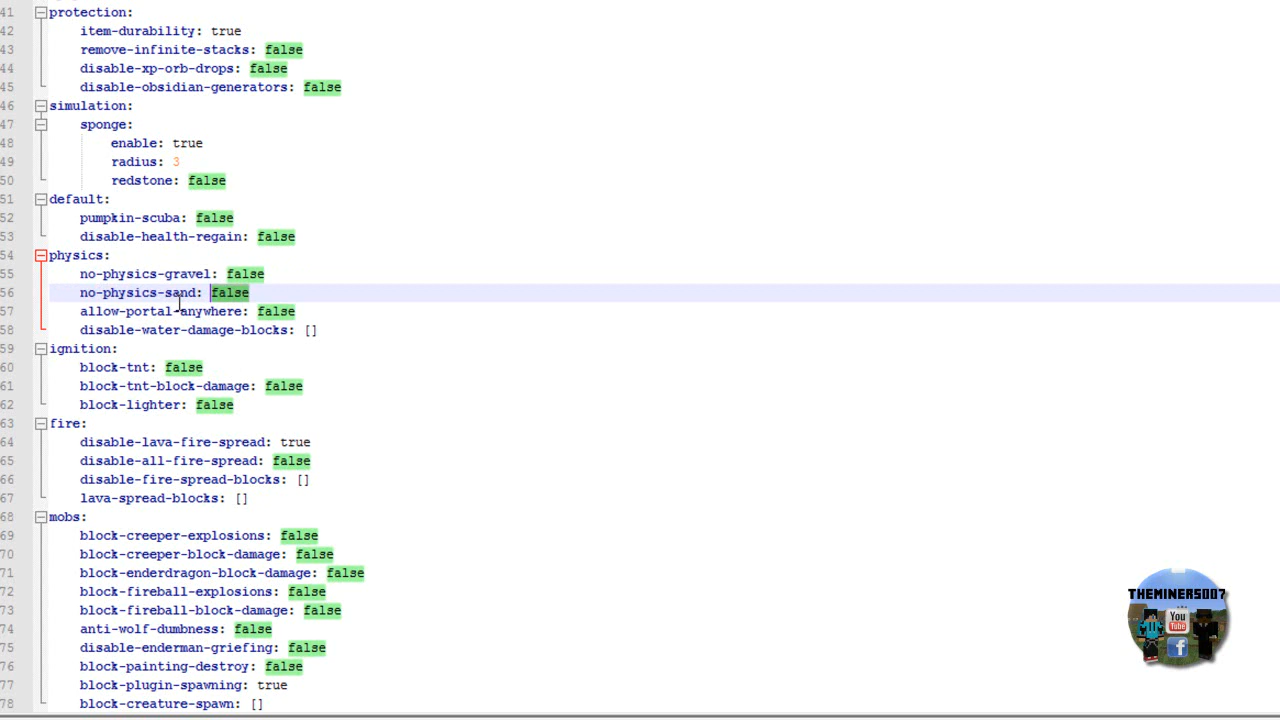 41 protection:
42 item-durability: true
43 remove-infinite-stacks: false
44 disable-xp-orb-drops: false
45 disable-obsidian-generators: false
46 simulation:
47 sponge:
48 enable: true
49 radius: 3
50 redstone: false
51 default:
52 pumpkin-scuba: false
53 disable-health-regain: false
54 physics:
55 no-physics-gravel: false
56 no-physics-sand: false
57 allow-portal-anywhere: false
58 disable-water-damage-blocks: []
59 ignition:
60 block-tnt: false
61 block-tnt-block-damage: false
62 block-lighter: false
63 fire:
64 disable-lava-fire-spread: true
65 disable-all-fire-spread: false
66 disable-fire-spread-blocks: []
67 lava-spread-blocks: []
68 mobs:
69 block-creeper-explosions: false
70 block-creeper-block-damage: false
71 block-enderdragon-block-damage: false
72 block-fireball-explosions: false
73 block-fireball-block-damage: false
74 anti-wolf-dumbness: false
75 disable-enderman-griefing: false
76 block-painting-destroy: false
77 block-plugin-spawning: true
78 block-creature-spawn: []
THEMINERS007
You
Tube
f